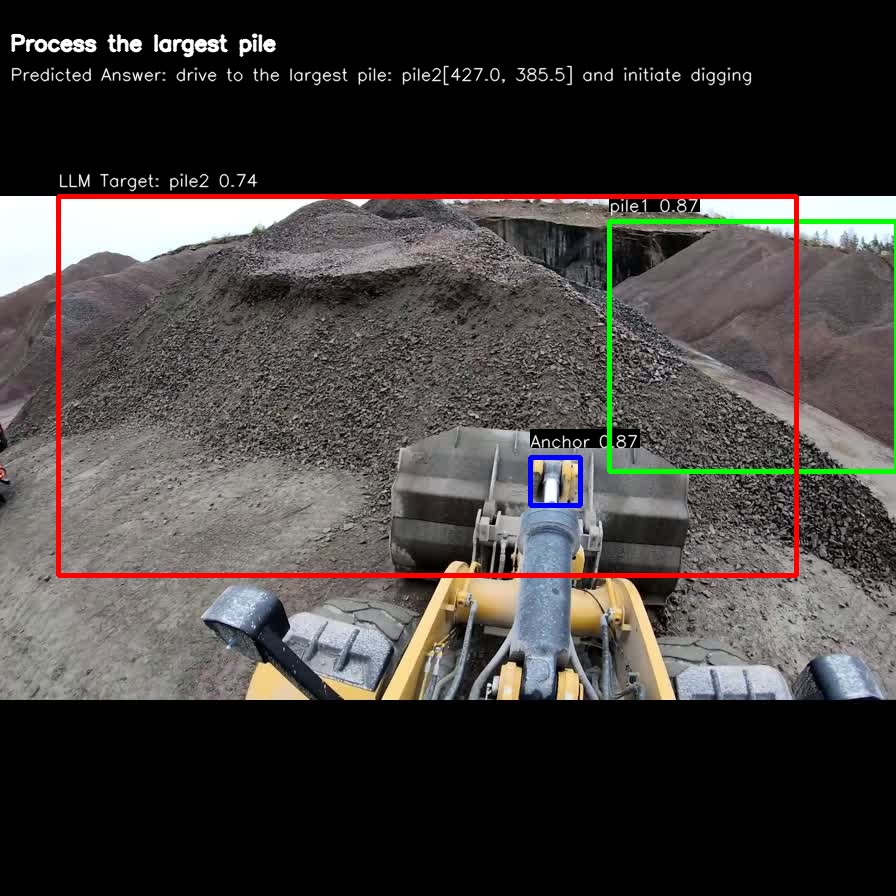 Process the largest pile
Predicted Answer: drive to the largest pile: pile2[427.0, 385.5] and initiate digging
LLM Target: pile2 0.74
pile1 0.87
Anchor 0.87